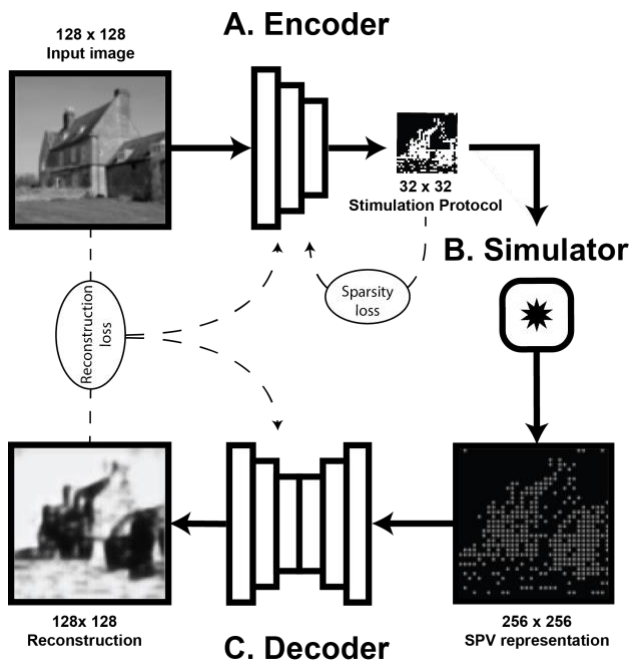 A. Encoder
128 x 128
Input image
32 x 32
Stimulation Protocol
B. Simulator
Sparsity
loss
Reconstruction
loss
128x 128
Reconstruction
C. Decoder
256 x 256
SPV representation